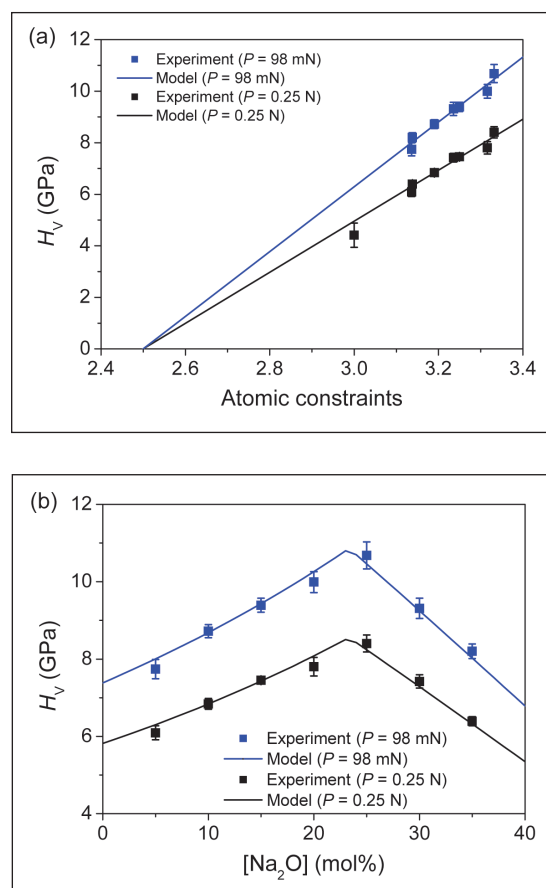 (a)
12
10
8
6
4
2
0
H_V (GPa)
Experiment (P = 98 mN)
Model (P = 98 mN)
Experiment (P = 0.25 N)
Model (P = 0.25 N)
2.4 2.6 2.8 3.0 3.2 3.4
Atomic constraints
(b)
12
10
8
6
4
H_V (GPa)
Experiment (P = 98 mN)
Model (P = 98 mN)
Experiment (P = 0.25 N)
Model (P = 0.25 N)
0 10 20 30 40
[Na₂O] (mol%)